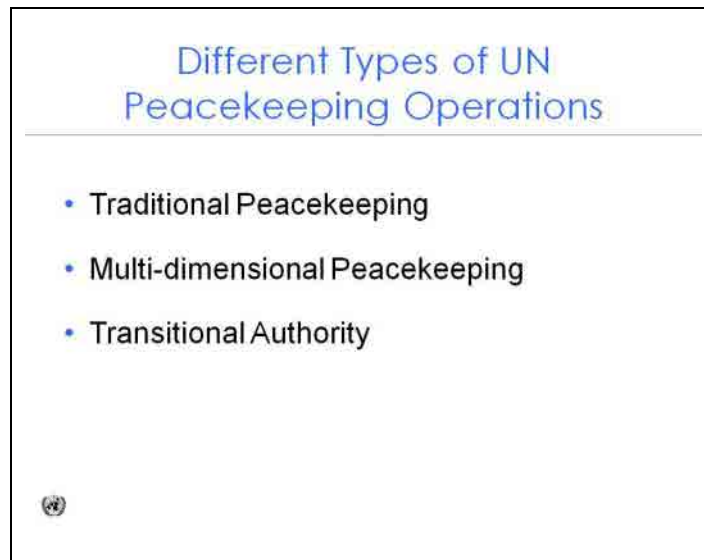 Different Types of UN
Peacekeeping Operations
• Traditional Peacekeeping
• Multi-dimensional Peacekeeping
• Transitional Authority